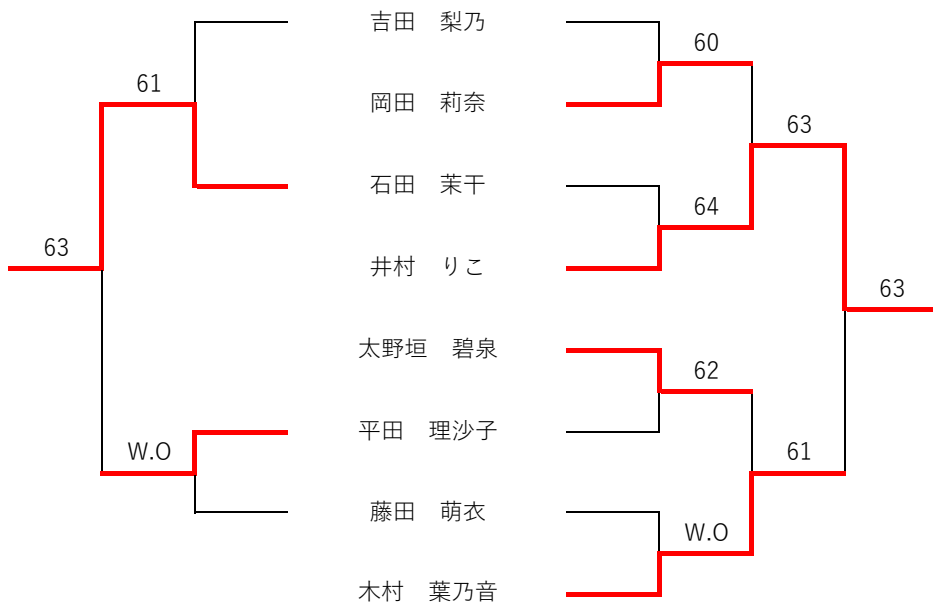 吉田　梨乃
60
61
岡田　莉奈
63
石田　茉干
64
63
井村　りこ
63
太野垣　碧泉
62
平田　理沙子
W.O
61
藤田　萌衣
W.O
木村　葉乃音